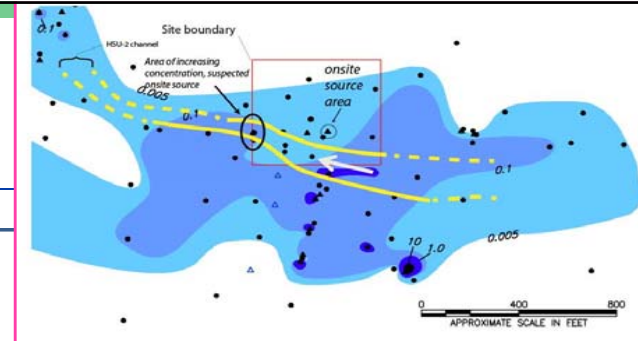 0.1
HSU-2 channel
Site boundary
Area of increasing
concentration, suspected
onsite source
onsite
source
area
0.005
0.1
0.1
0.005
10
1.0
0 400 800
APPROXIMATE SCALE IN FEET